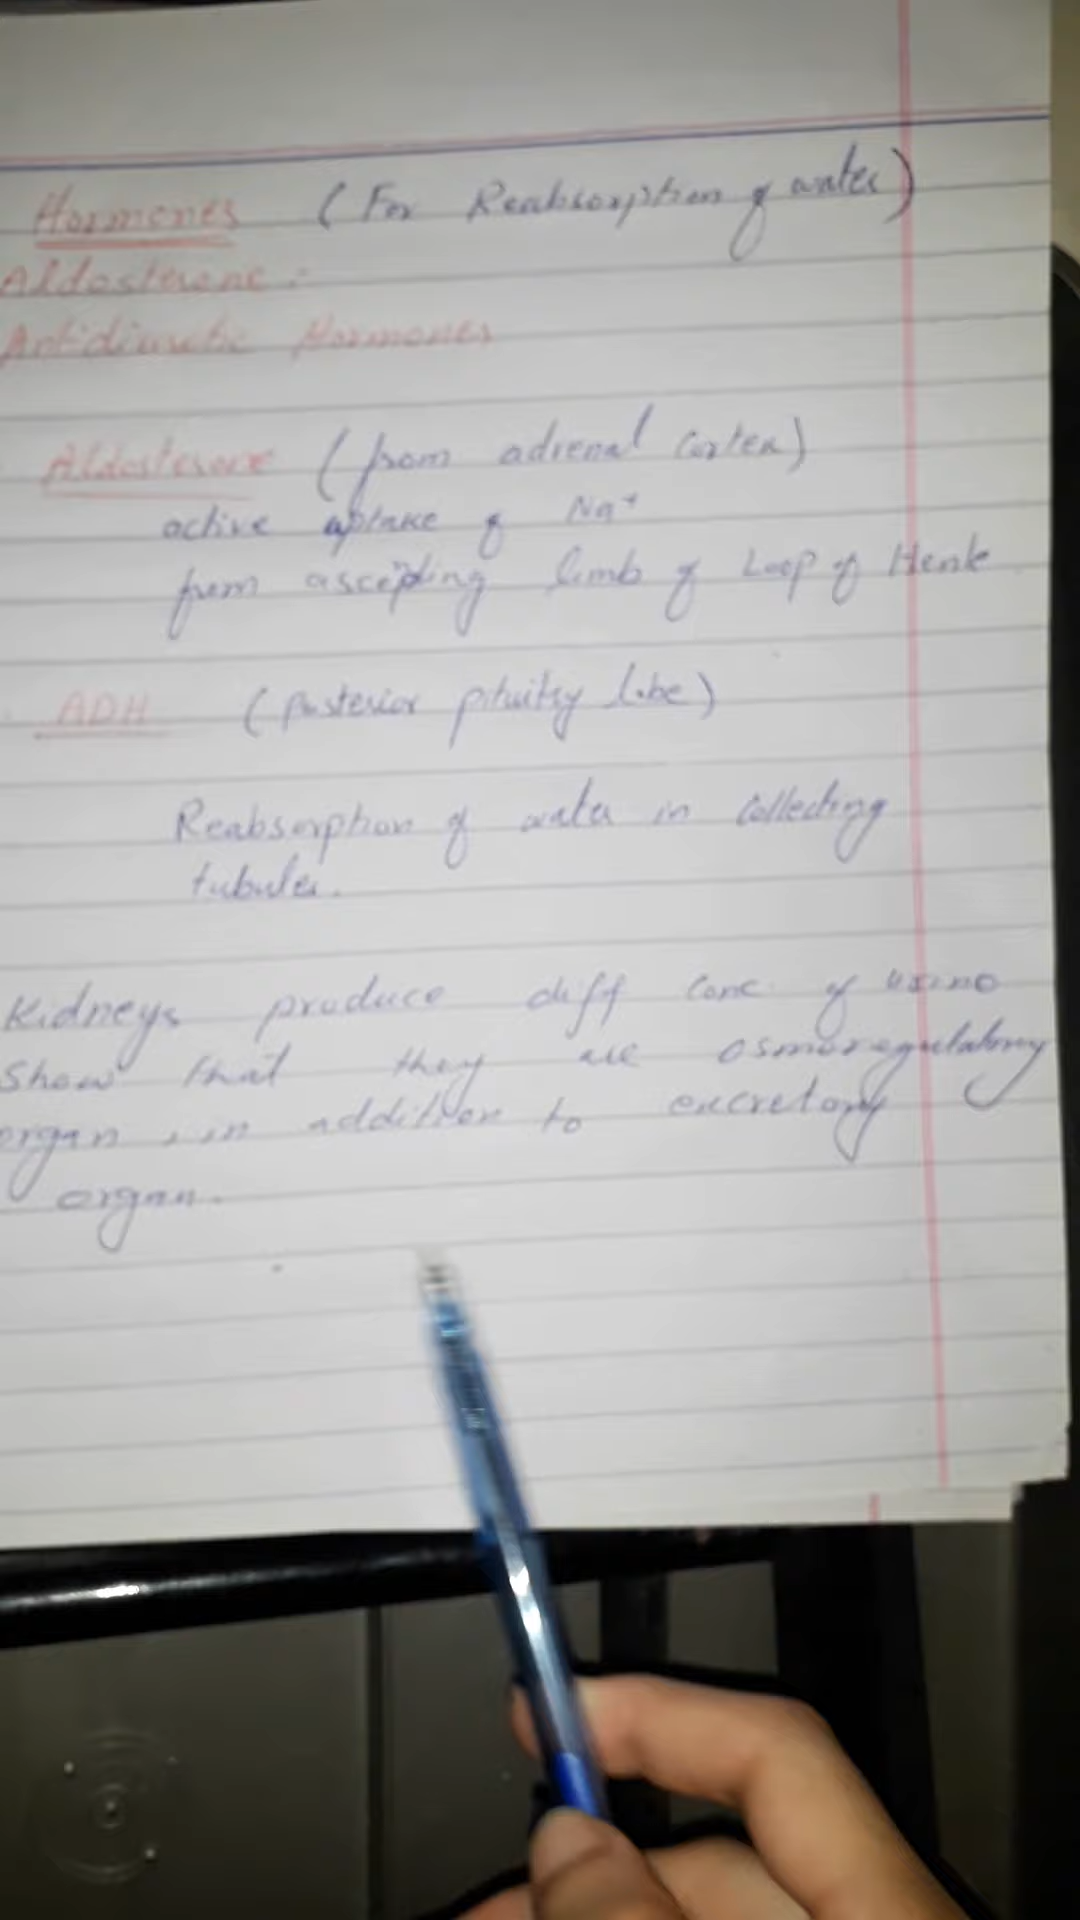 Hormones (For Reabsorption of water)
Aldosterone :
Antidiuretic Hormones
Aldosterone (from adrenal cortex)
active uptake of Na+
from ascending limb of Loop of Henle
ADH (Posterior pituitry lobe)
Reabsorption of water in Collecting
tubules.
Kidneys produce diff conc. of urine
Show that they are osmoregulatory
organ, in addition to excretory
organ.